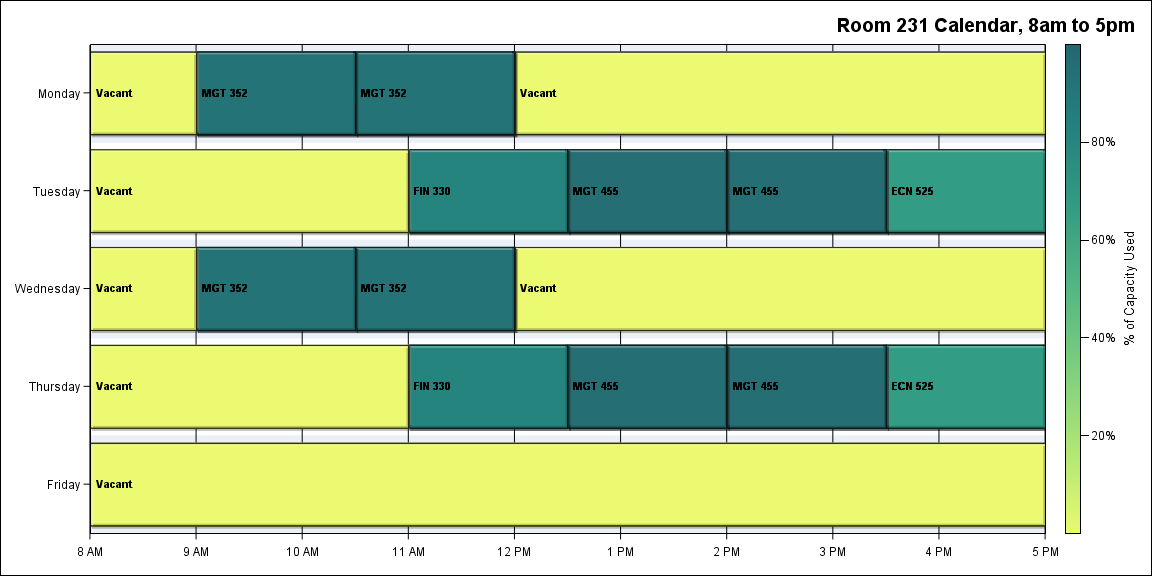 Room 231 Calendar, 8am to 5pm
Monday
Vacant
MGT 352
MGT 352
Vacant
Tuesday
Vacant
FIN 330
MGT 455
MGT 455
ECN 525
Wednesday
Vacant
MGT 352
MGT 352
Vacant
Thursday
Vacant
FIN 330
MGT 455
MGT 455
ECN 525
Friday
Vacant
8 AM
9 AM
10 AM
11 AM
12 PM
1 PM
2 PM
3 PM
4 PM
5 PM
80%
60%
40%
20%
% of Capacity Used